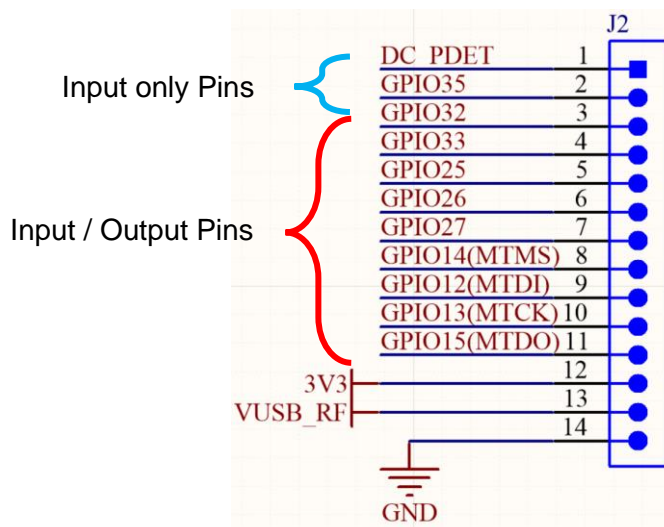 J2
DC_PDET 1
Input only Pins
GPIO35 2
GPIO32 3
GPIO33 4
GPIO25 5
GPIO26 6
Input / Output Pins
GPIO27 7
GPIO14(MTMS) 8
GPIO12(MTDI) 9
GPIO13(MTCK) 10
GPIO15(MTDO) 11
3V3 12
VUSB_RF 13
14
GND